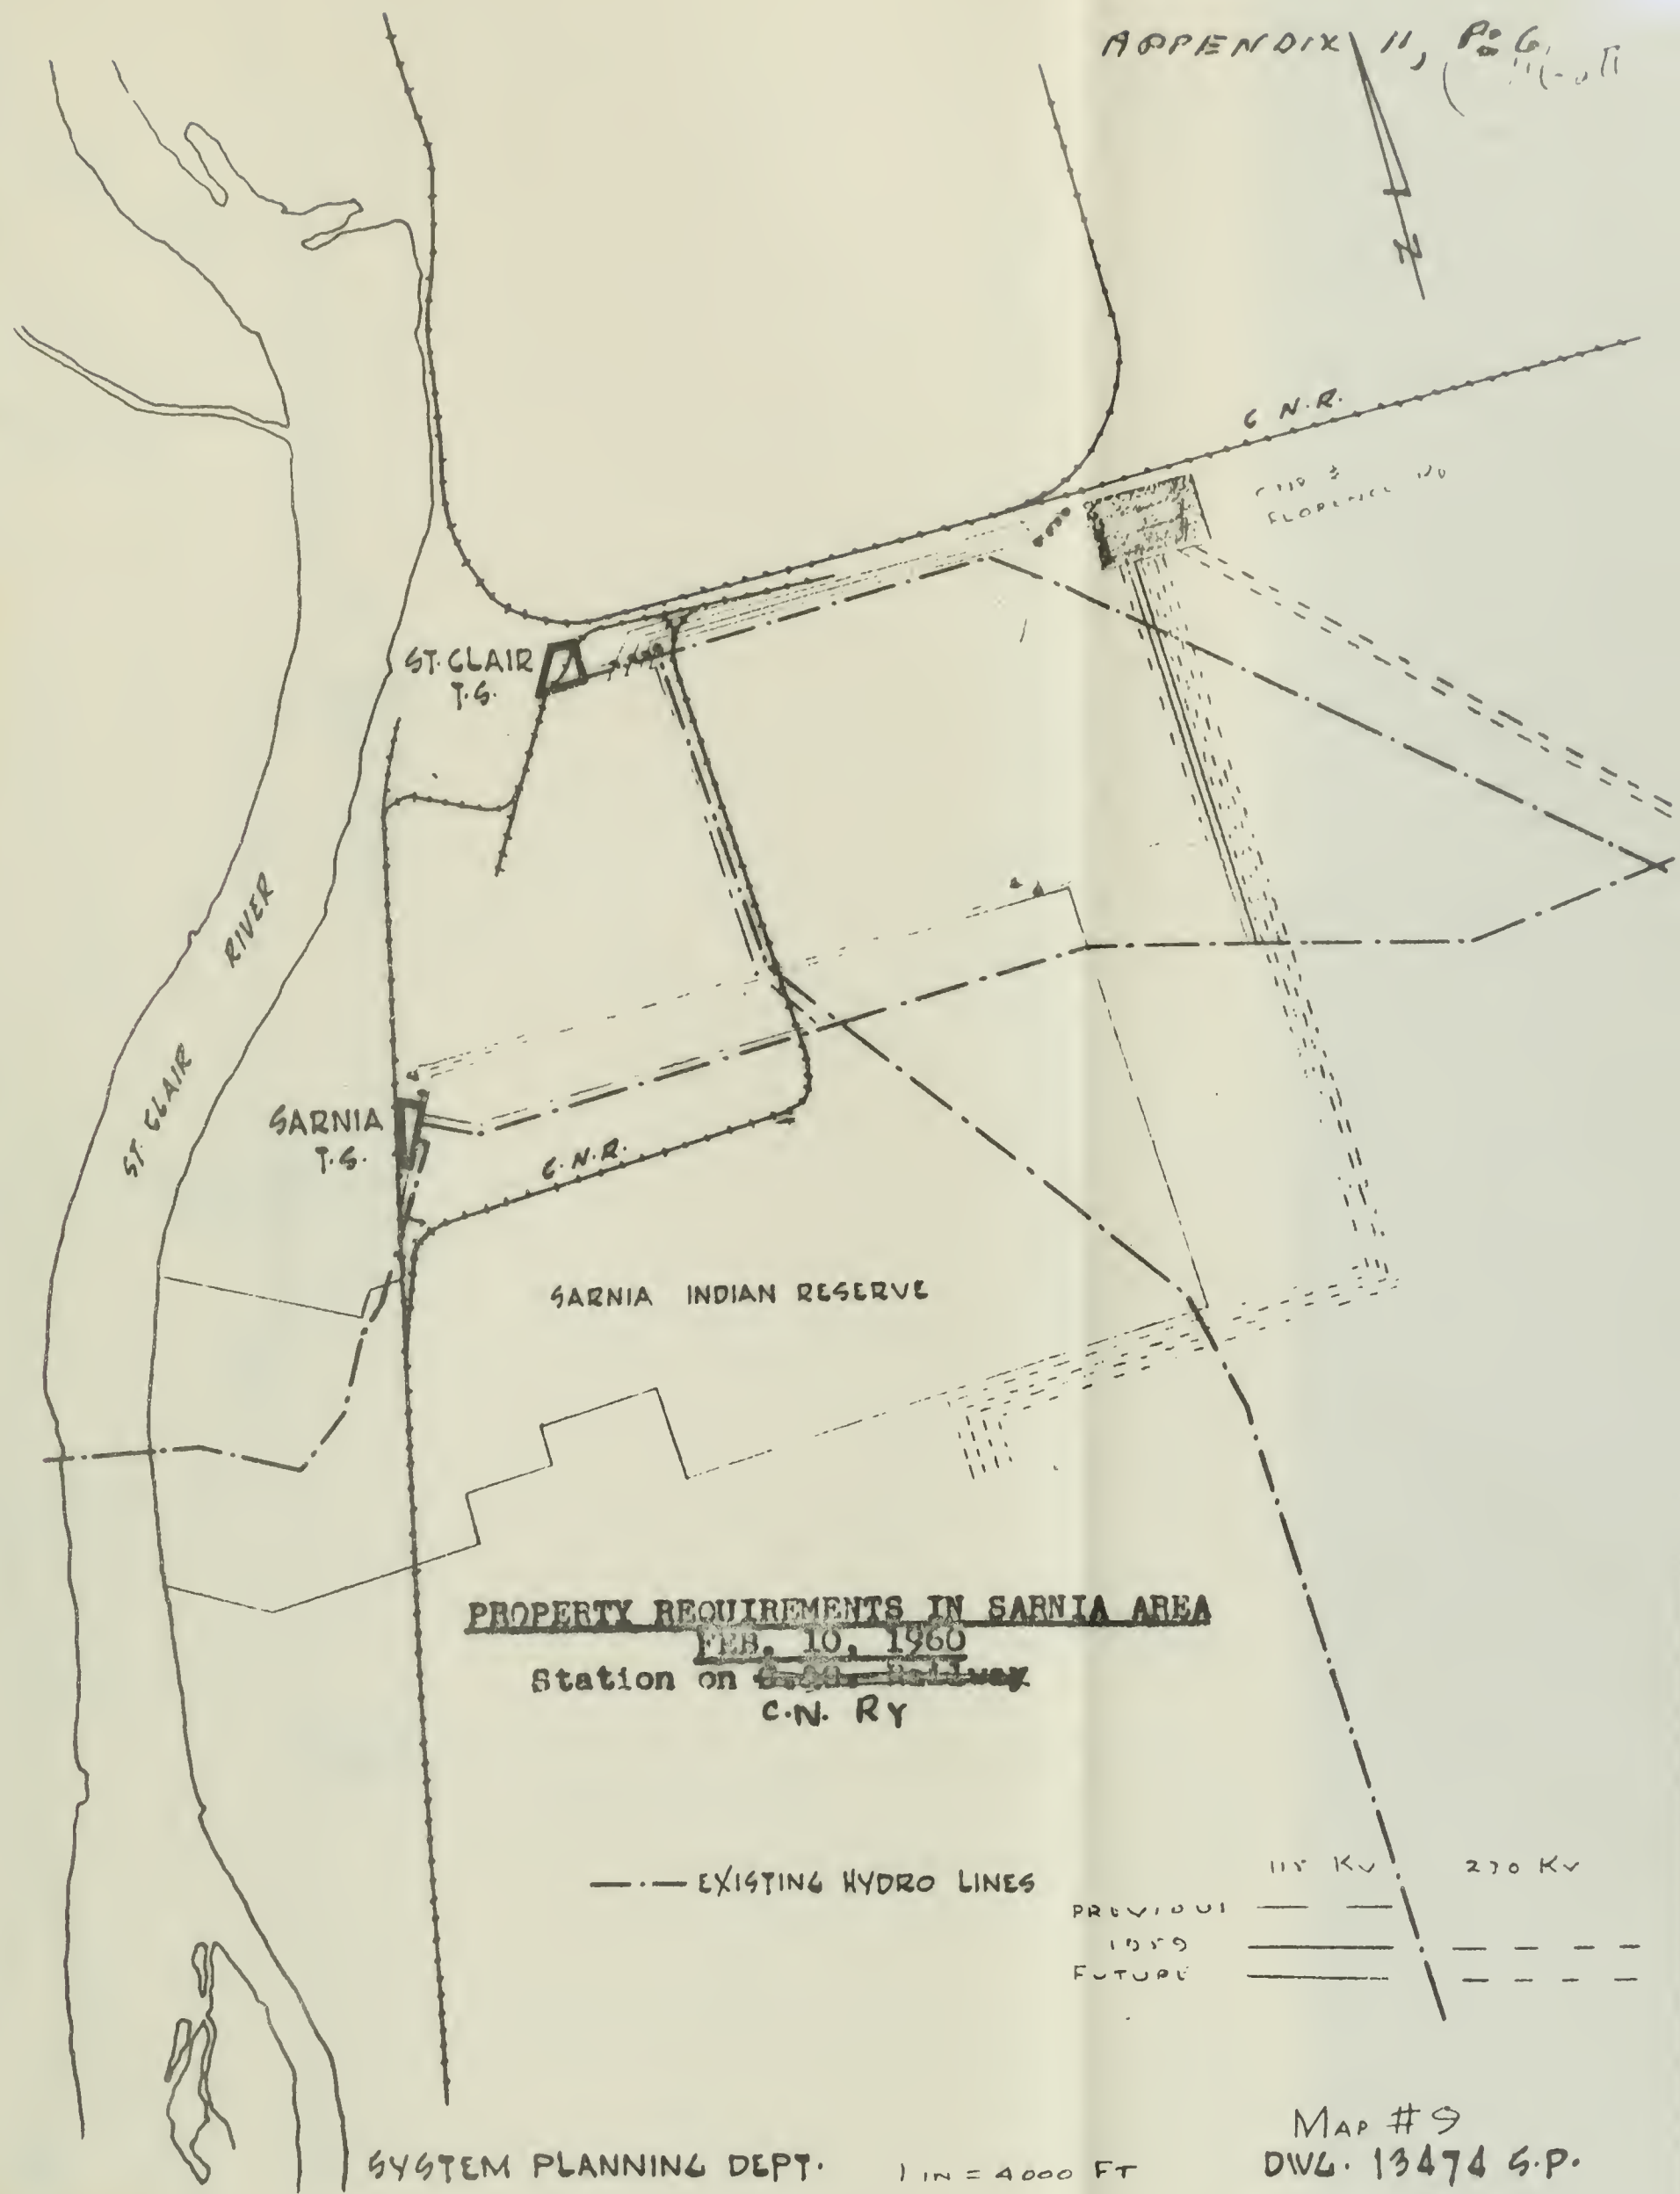 APPENDIX 11, P. 6
N
C.N.R.
ST. CLAIR
T.S.
RIVER
ST. CLAIR
SARNIA
T.S.
C.N.R.
SARNIA INDIAN RESERVE
PROPERTY REQUIREMENTS IN SARNIA AREA
FEB. 10, 1960
Station on
C.N. RY
EXISTING HYDRO LINES
115 KV 230 KV
PREVIOUS
1959
FUTURE
MAP #9
SYSTEM PLANNING DEPT. 1 IN = 4000 FT DWG. 13474 S.P.